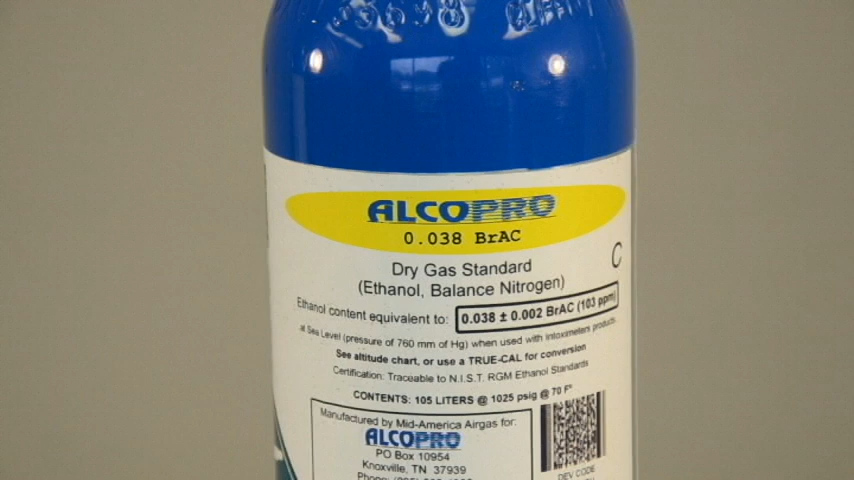 ALCOPRO
0.038 BrAC
C
Dry Gas Standard
(Ethanol, Balance Nitrogen)
Ethanol content equivalent to: 0.038 ± 0.002 BrAC (103 ppm)
at Sea Level (pressure of 760 mm of Hg) when used with Intoximeters products.
See altitude chart, or use a TRUE-CAL for conversion
Certification: Traceable to N.I.S.T. RGM Ethanol Standards
CONTENTS: 105 LITERS @ 1025 psig @ 70 F°
Manufactured by Mid-America Airgas for:
ALCOPRO
PO Box 10954
Knoxville, TN 37939
DEV CODE